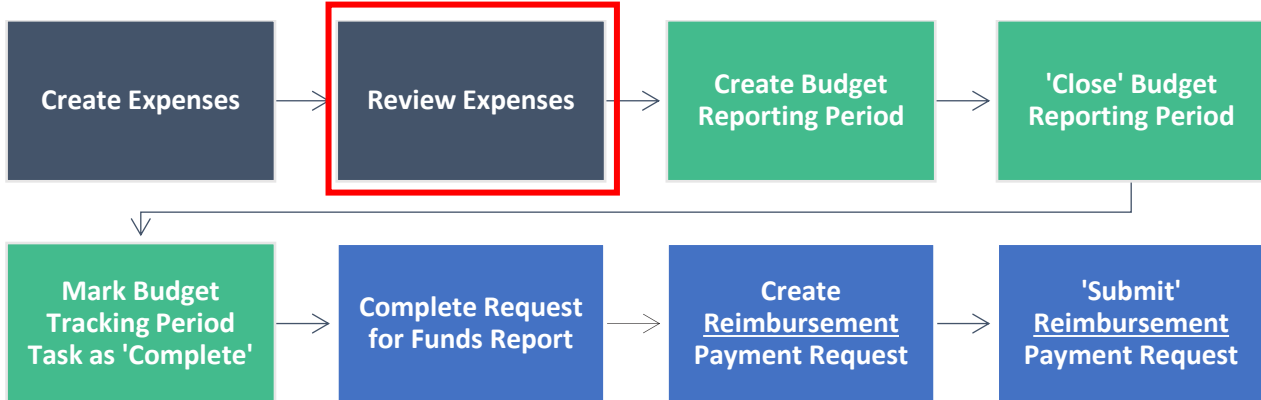 Create Expenses
Review Expenses
Create Budget
Reporting Period
'Close' Budget
Reporting Period
Mark Budget
Tracking Period
Task as 'Complete'
Complete Request
for Funds Report
Create
Reimbursement
Payment Request
'Submit'
Reimbursement
Payment Request